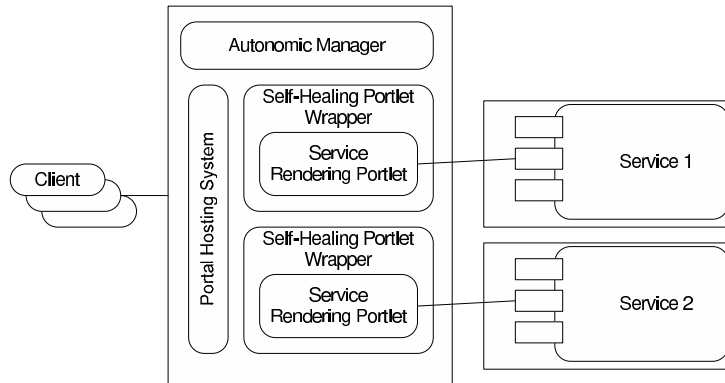 Autonomic Manager
Portal Hosting System
Self-Healing Portlet
Wrapper
Service
Rendering Portlet
Service 1
Client
Self-Healing Portlet
Wrapper
Service
Rendering Portlet
Service 2